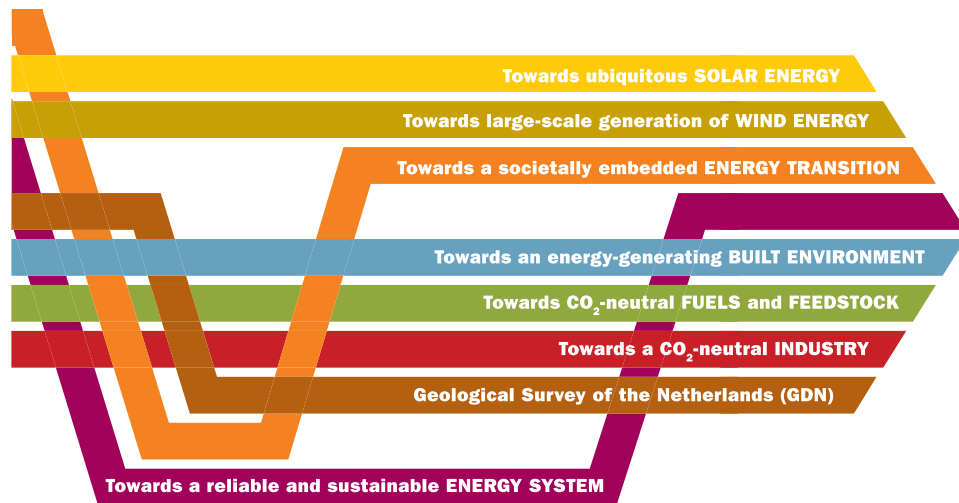 Towards ubiquitous SOLAR ENERGY
Towards large-scale generation of WIND ENERGY
Towards a societally embedded ENERGY TRANSITION
Towards an energy-generating BUILT ENVIRONMENT
Towards CO₂-neutral FUELS and FEEDSTOCK
Towards a CO₂-neutral INDUSTRY
Geological Survey of the Netherlands (GDN)
Towards a reliable and sustainable ENERGY SYSTEM